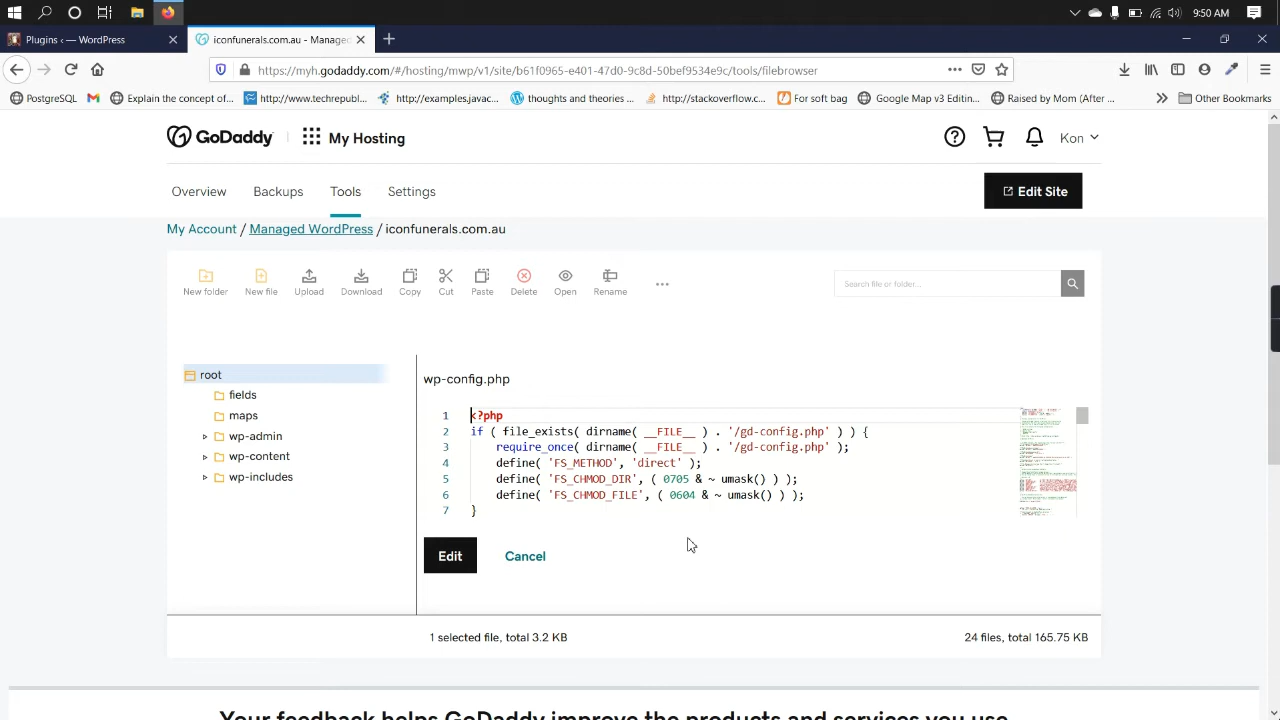 9:50 AM
Plugins ‹ — WordPress
iconfunerals.com.au - Managed
https://myh.godaddy.com/#/hosting/mwp/v1/site/b61f0965-e401-47d0-9c8d-50bef9534e9c/tools/filebrowser
PostgreSQL
Explain the concept of...
http://www.techrepubl...
http://examples.javac...
thoughts and theories ...
http://stackoverflow.c...
For soft bag
Google Map v3 Editin...
Raised by Mom (After ...
Other Bookmarks
GoDaddy
My Hosting
Kon
Overview Backups Tools Settings
Edit Site
My Account / Managed WordPress / iconfunerals.com.au
New folder New file Upload Download Copy Cut Paste Delete Open Rename
Search file or folder...
root
fields
maps
wp-admin
wp-content
wp-includes
wp-config.php
1 <?php
2 if ( file_exists( dirname( __FILE__ ) . '/gd-config.php' ) ) {
3 require_once( dirname( __FILE__ ) . '/gd-config.php' );
4 define( 'FS_METHOD', 'direct' );
5 define( 'FS_CHMOD_DIR', ( 0705 & ~ umask() ) );
6 define( 'FS_CHMOD_FILE', ( 0604 & ~ umask() ) );
7 }
Edit Cancel
1 selected file, total 3.2 KB
24 files, total 165.75 KB
Your feedback helps GoDaddy improve the products and services you use